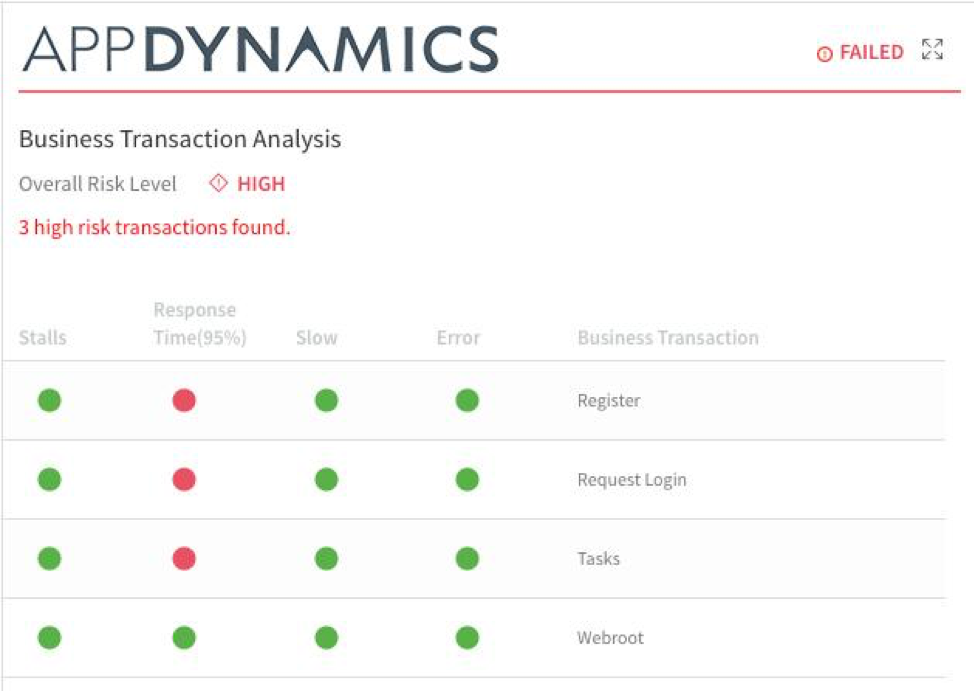 APPDYNAMICS
FAILED
Business Transaction Analysis
Overall Risk Level HIGH
3 high risk transactions found.
Stalls Response Time(95%) Slow Error Business Transaction
Register
Request Login
Tasks
Webroot